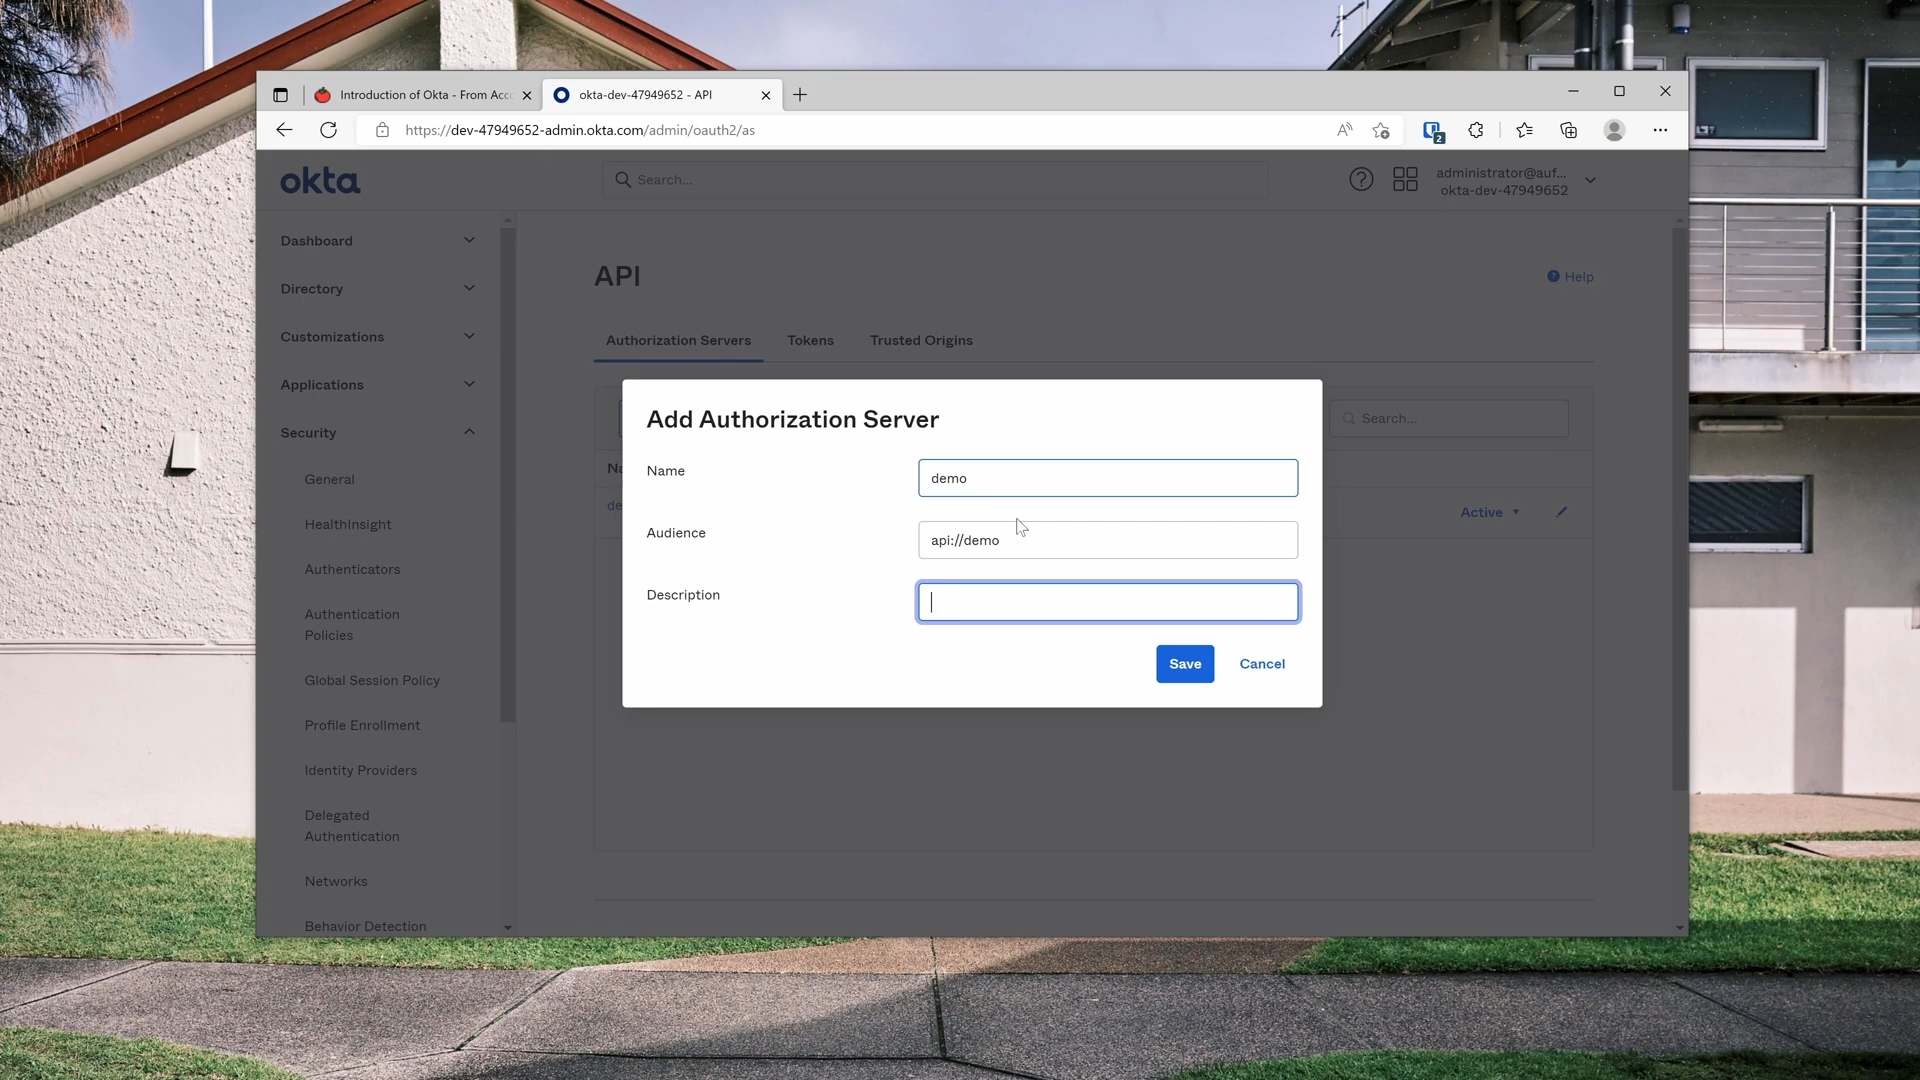 Introduction of Okta - From Acc
okta-dev-47949652 - API
https://dev-47949652-admin.okta.com/admin/oauth2/as
2
okta
Search...
administrator@auf...
okta-dev-47949652
Dashboard
Directory
Customizations
Applications
Security
General
HealthInsight
Authenticators
Authentication
Policies
Global Session Policy
Profile Enrollment
Identity Providers
Delegated
Authentication
Networks
Behavior Detection
API
Help
Authorization Servers
Tokens
Trusted Origins
Search...
Na
de
Active
Add Authorization Server
Name
demo
Audience
api://demo
Description
Save
Cancel